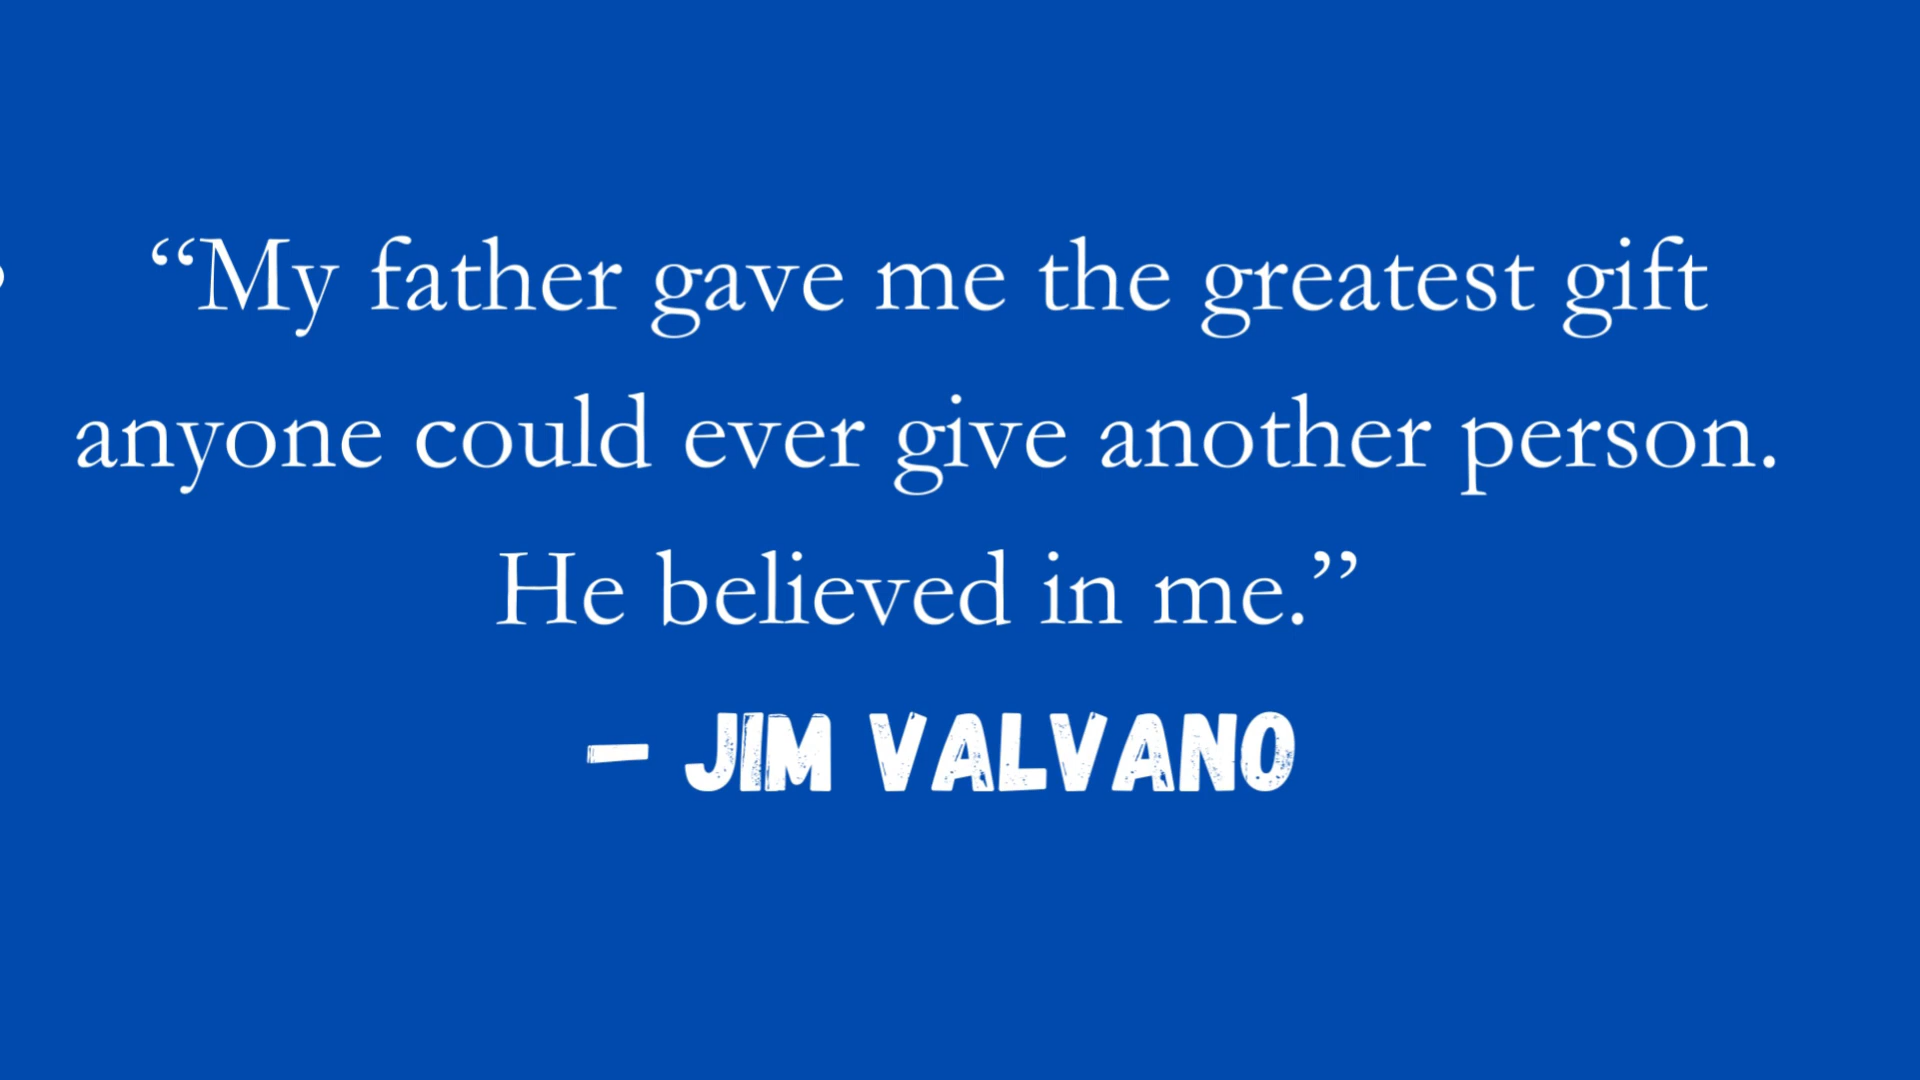 “My father gave me the greatest gift
anyone could ever give another person.
He believed in me.”
– JIM VALVANO